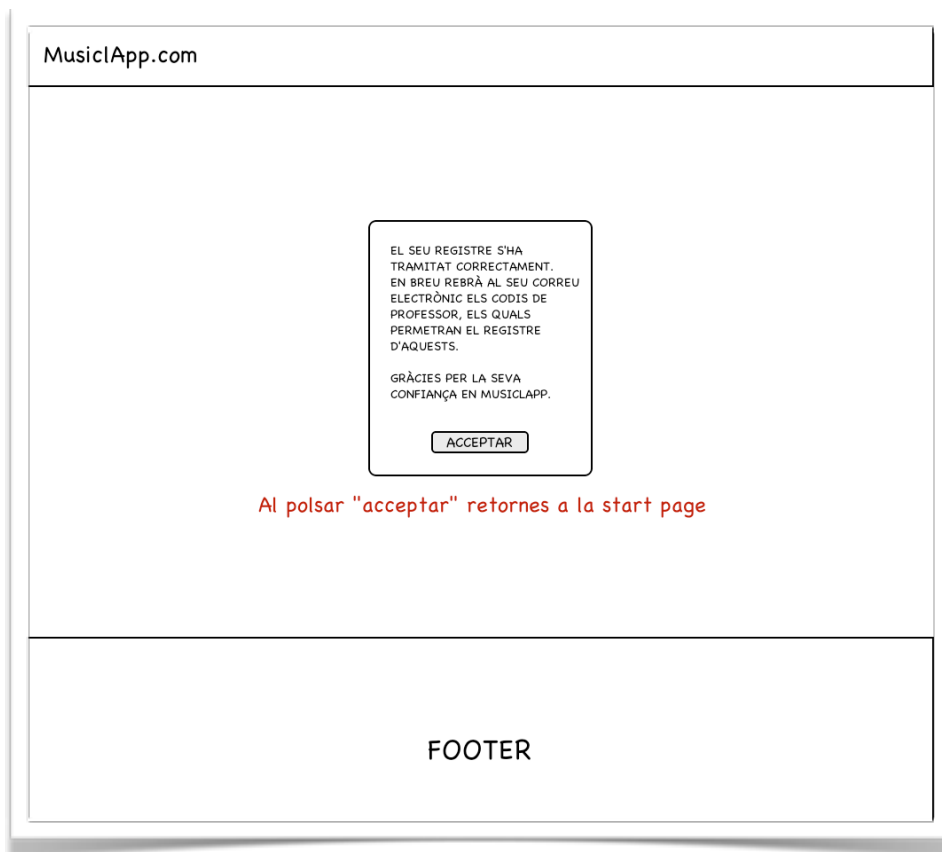 MusiclApp.com
EL SEU REGISTRE S'HA
TRAMITAT CORRECTAMENT.
EN BREU REBRÀ AL SEU CORREU
ELECTRÒNIC ELS CODIS DE
PROFESSOR, ELS QUALS
PERMETRAN EL REGISTRE
D'AQUESTS.
GRÀCIES PER LA SEVA
CONFIANÇA EN MUSICLAPP.
ACCEPTAR
Al polsar "acceptar" retornes a la start page
FOOTER